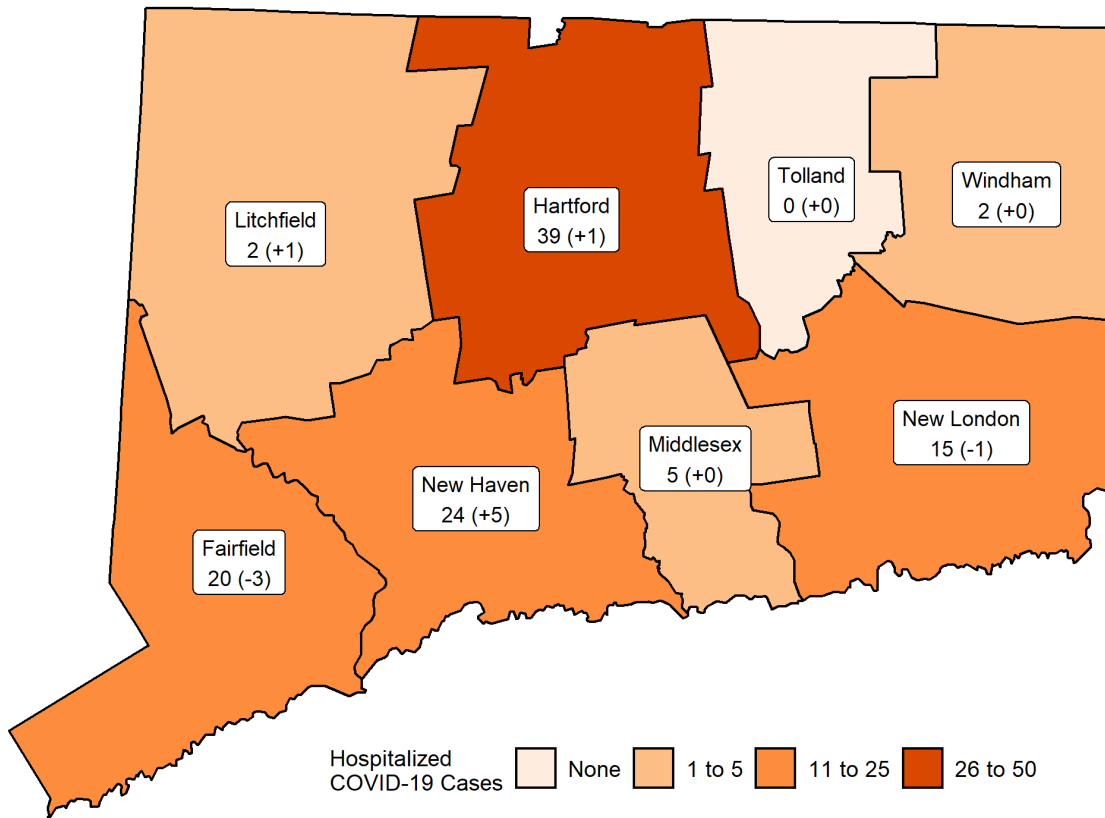 Tolland
0 (+0)
Windham
2 (+0)
Litchfield
2 (+1)
Hartford
39 (+1)
New London
15 (-1)
Middlesex
5 (+0)
New Haven
24 (+5)
Fairfield
20 (-3)
Hospitalized
COVID-19 Cases
None
1 to 5
11 to 25
26 to 50